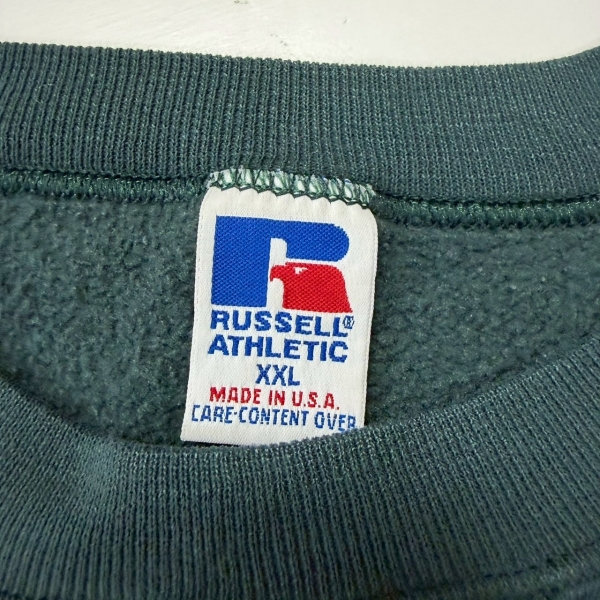 R
RUSSELL®
ATHLETIC
XXL
MADE IN U.S.A.
CARE-CONTENT OVER